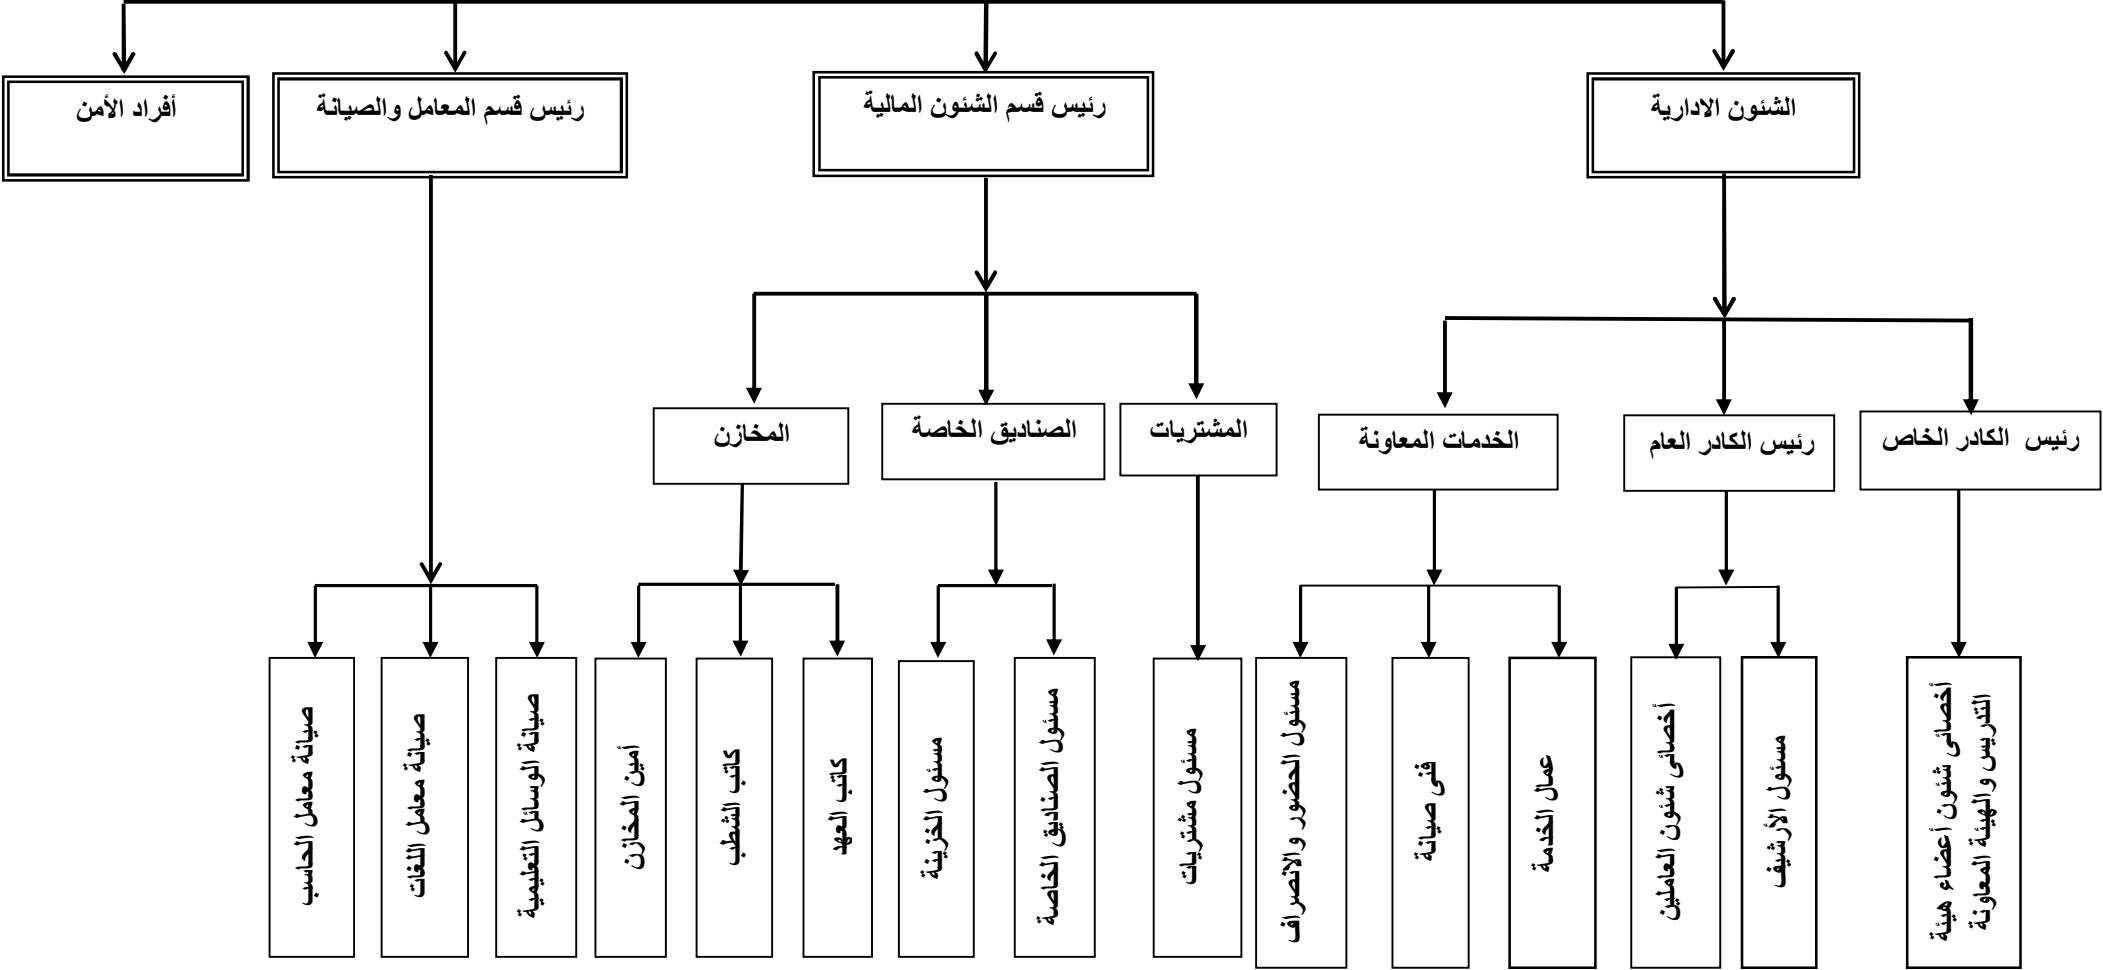 الشئون الادارية
رئيس قسم الشئون المالية
رئيس قسم المعامل والصيانة
أفراد الأمن
رئيس الكادر الخاص
رئيس الكادر العام
الخدمات المعاونة
المشتريات
الصناديق الخاصة
المخازن
أخصائى شئون أعضاء هيئة
التدريس والهيئة المعاونة
مسئول الأرشيف
أخصائى شئون العاملين
عمال الخدمة
فنى صيانة
مسئول الحضور والانصراف
مسئول مشتريات
مسئول الصناديق الخاصة
مسئول الخزينة
كاتب العهد
كاتب الشطب
أمين المخازن
صيانة الوسائل التعليمية
صيانة معامل اللغات
صيانة معامل الحاسب